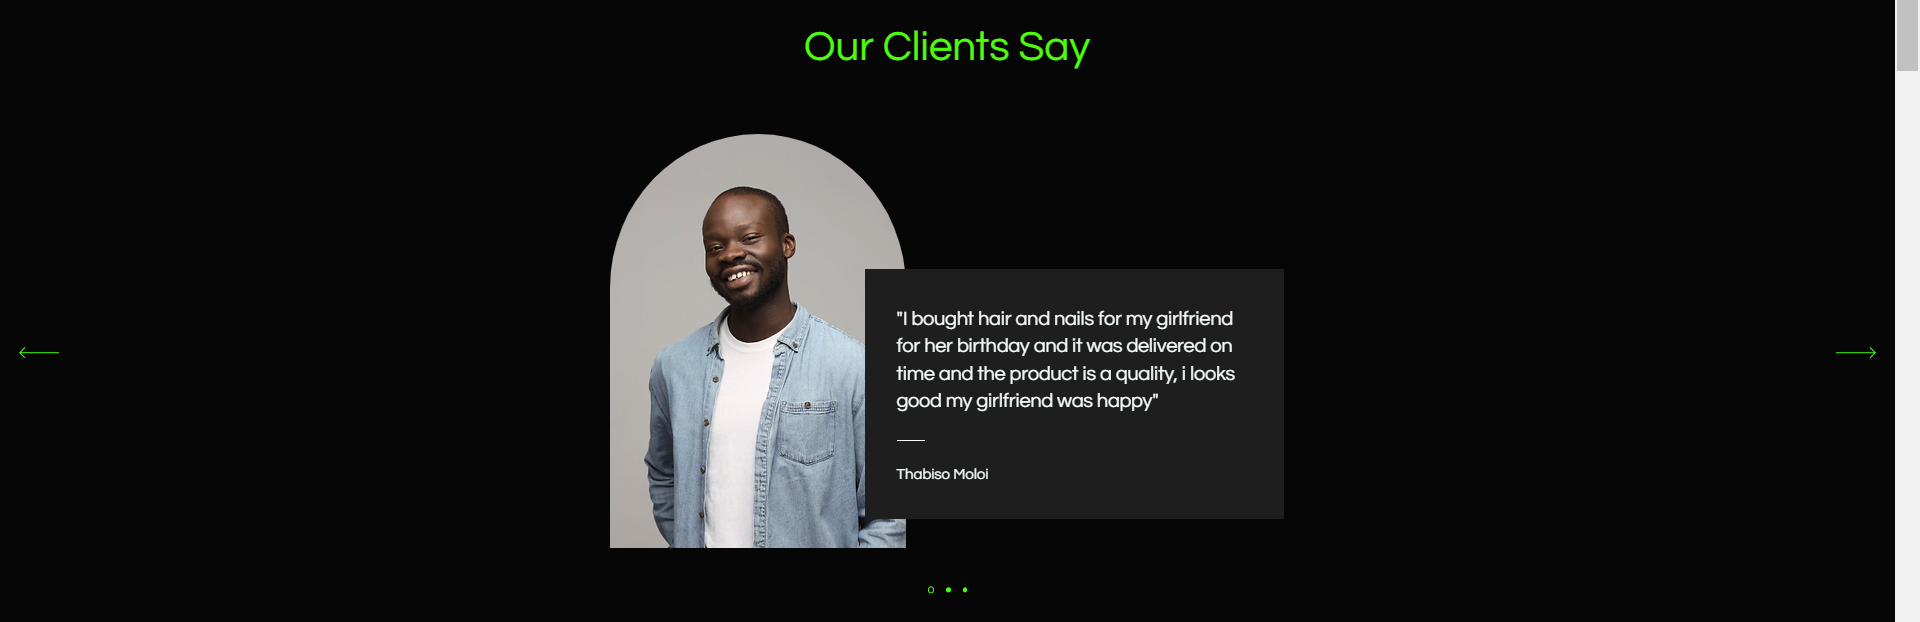 Our Clients Say
"I bought hair and nails for my girlfriend
for her birthday and it was delivered on
time and the product is a quality, i looks
good my girlfriend was happy"
Thabiso Moloi